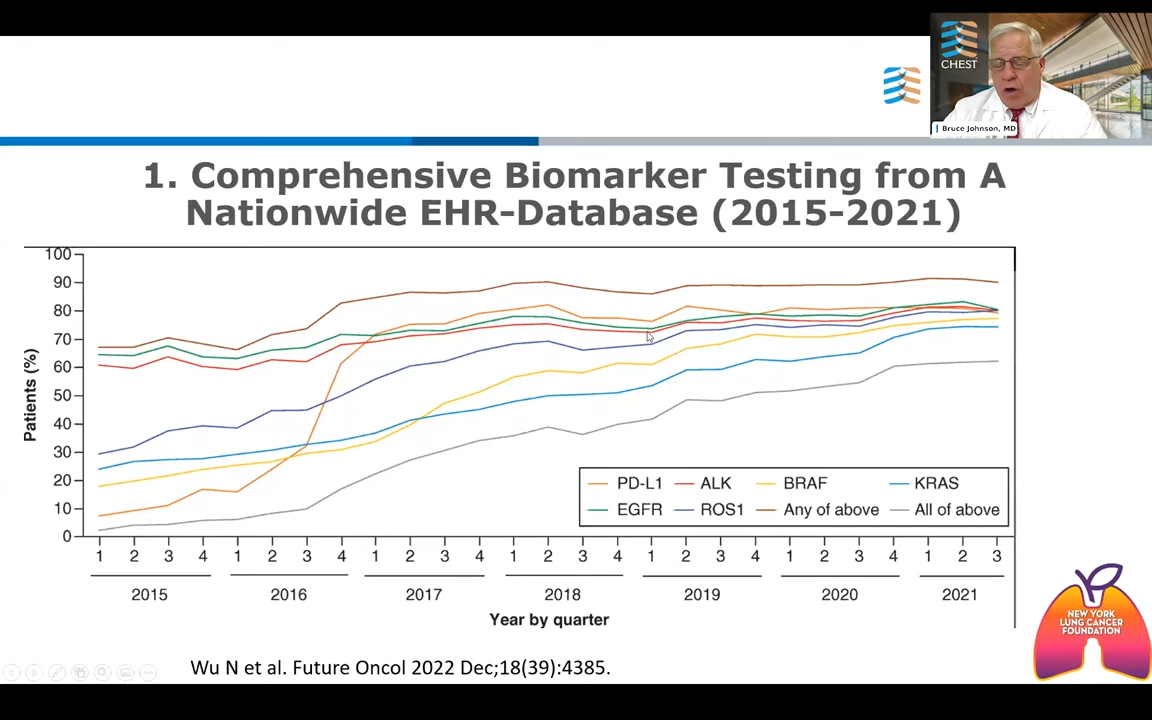 CHEST
Bruce Johnson, MD
1. Comprehensive Biomarker Testing from A
Nationwide EHR-Database (2015-2021)
100
90
80
70
60
50
40
30
20
10
0
Patients (%)
PD-L1 ALK BRAF KRAS
EGFR ROS1 Any of above All of above
1 2 3 4 1 2 3 4 1 2 3 4 1 2 3 4 1 2 3 4 1 2 3 4 1 2 3
2015 2016 2017 2018 2019 2020 2021
Year by quarter
NEW YORK
LUNG CANCER
FOUNDATION
Wu N et al. Future Oncol 2022 Dec;18(39):4385.